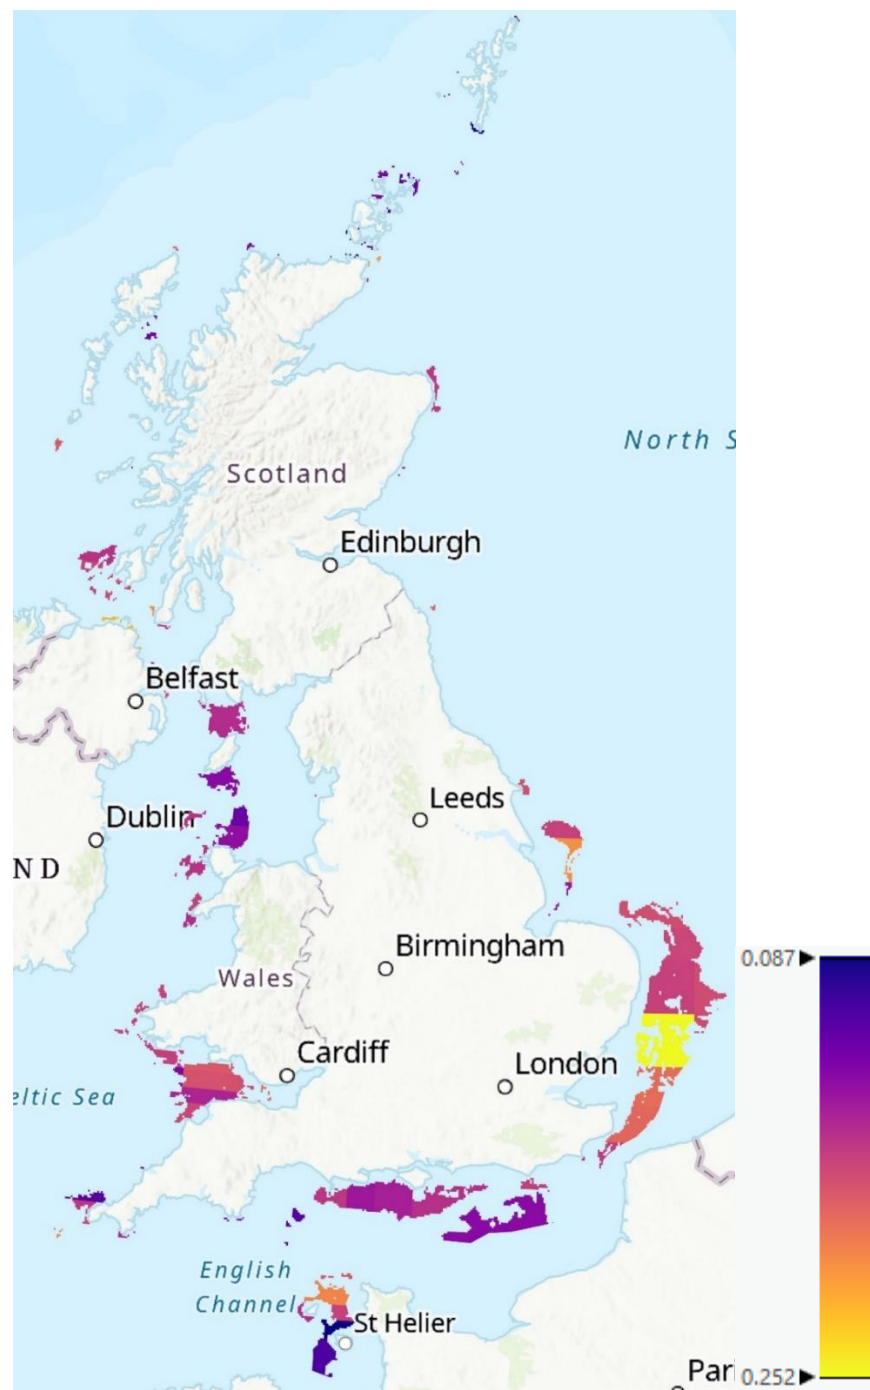 North S
Scotland
Edinburgh
Belfast
Leeds
Dublin
N D
Birmingham
Wales
0.087
Cardiff
London
eltic Sea
English
Channel
St Helier
Pari
0.252